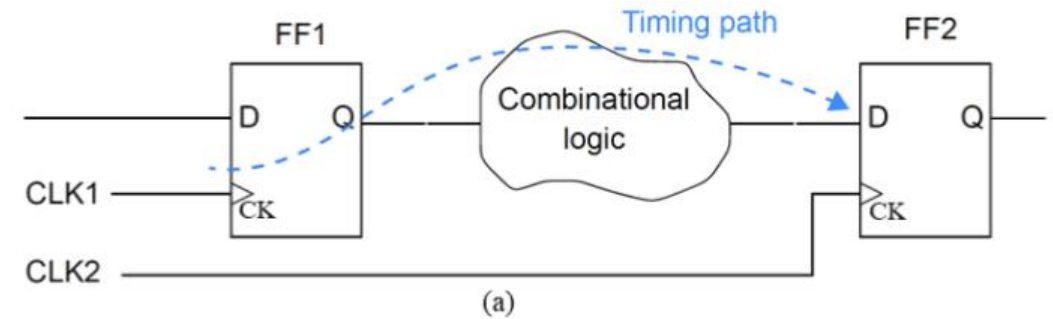 Timing path
FF1
FF2
D
Q
Combinational
logic
D
Q
CLK1
CK
CK
CLK2
(a)